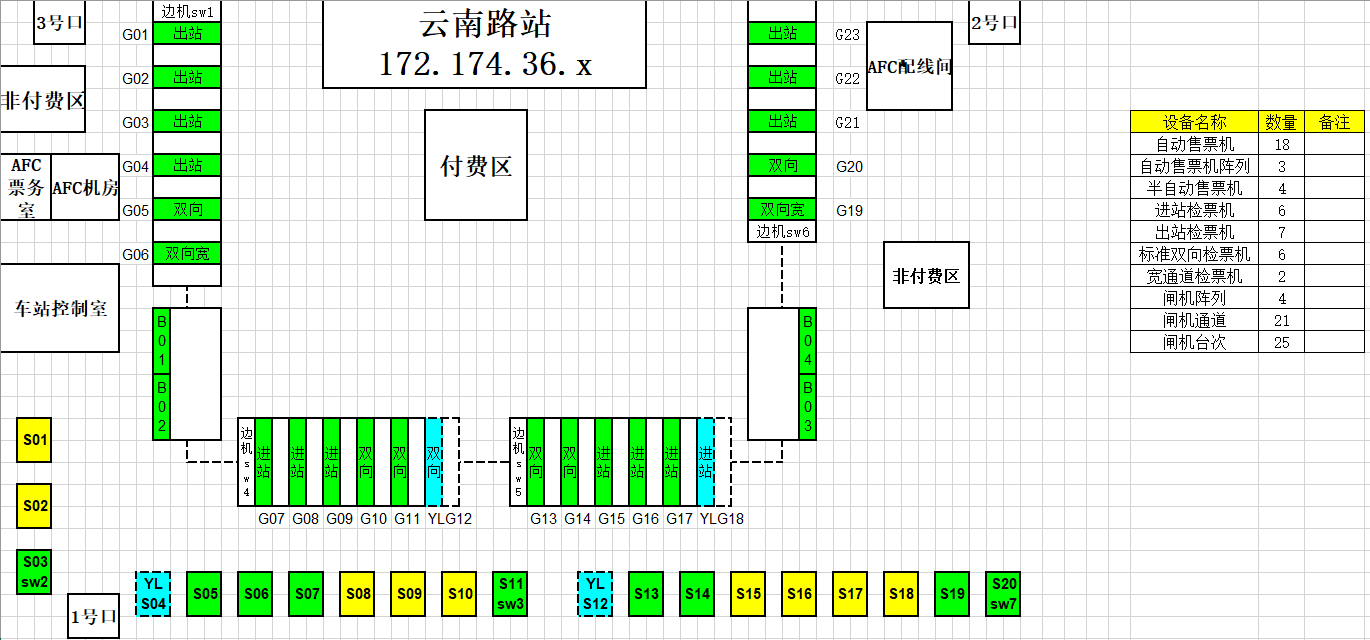 3号口
边机sw1
云南路站
172.174.36.x
2号口
G01 出站
出站 G23
AFC配线间
G02 出站
出站 G22
非付费区
G03 出站
出站 G21
付费区
AFC
票务
室
AFC机房
G04 出站
双向 G20
G05 双向
双向宽 G19
边机sw6
G06 双向宽
非付费区
车站控制室
B01
B02
B04
B03
设备名称 数量 备注
自动售票机 18
自动售票机阵列 3
半自动售票机 4
进站检票机 6
出站检票机 7
标准双向检票机 6
宽通道检票机 2
闸机阵列 4
闸机通道 21
闸机台次 25
边机sw4 进站 进站 进站 双向 双向 双向
边机sw5 双向 双向 进站 进站 进站 进站
G07 G08 G09 G10 G11 YLG12
G13 G14 G15 G16 G17 YLG18
S01
S02
S03
sw2
1号口
YL
S04
S05
S06
S07
S08
S09
S10
S11
sw3
YL
S12
S13
S14
S15
S16
S17
S18
S19
S20
sw7